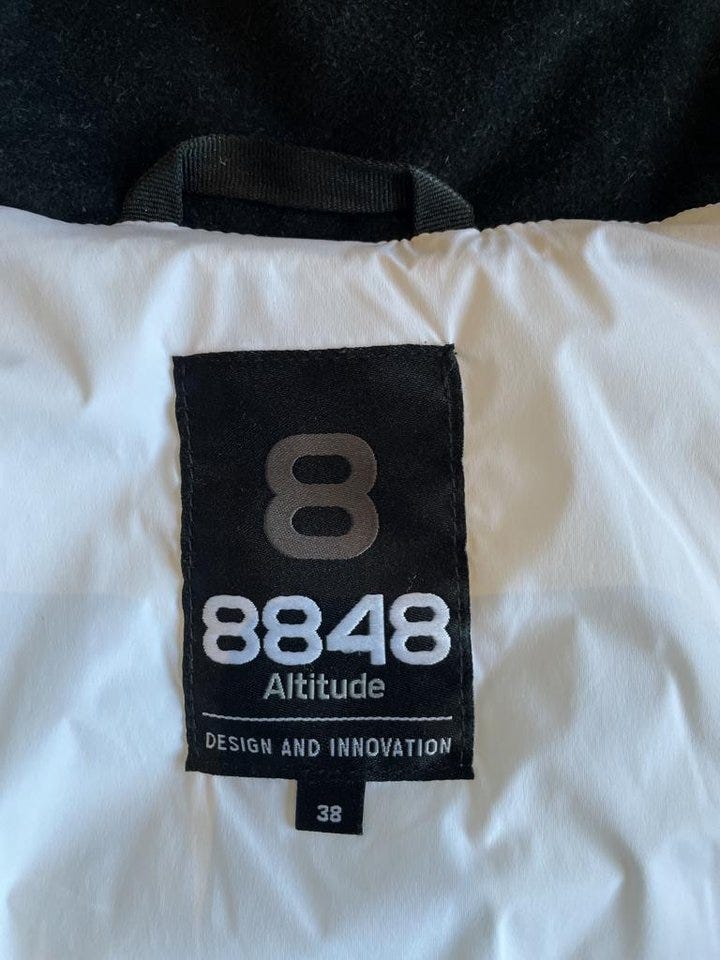 8
8848
Altitude
DESIGN AND INNOVATION
38